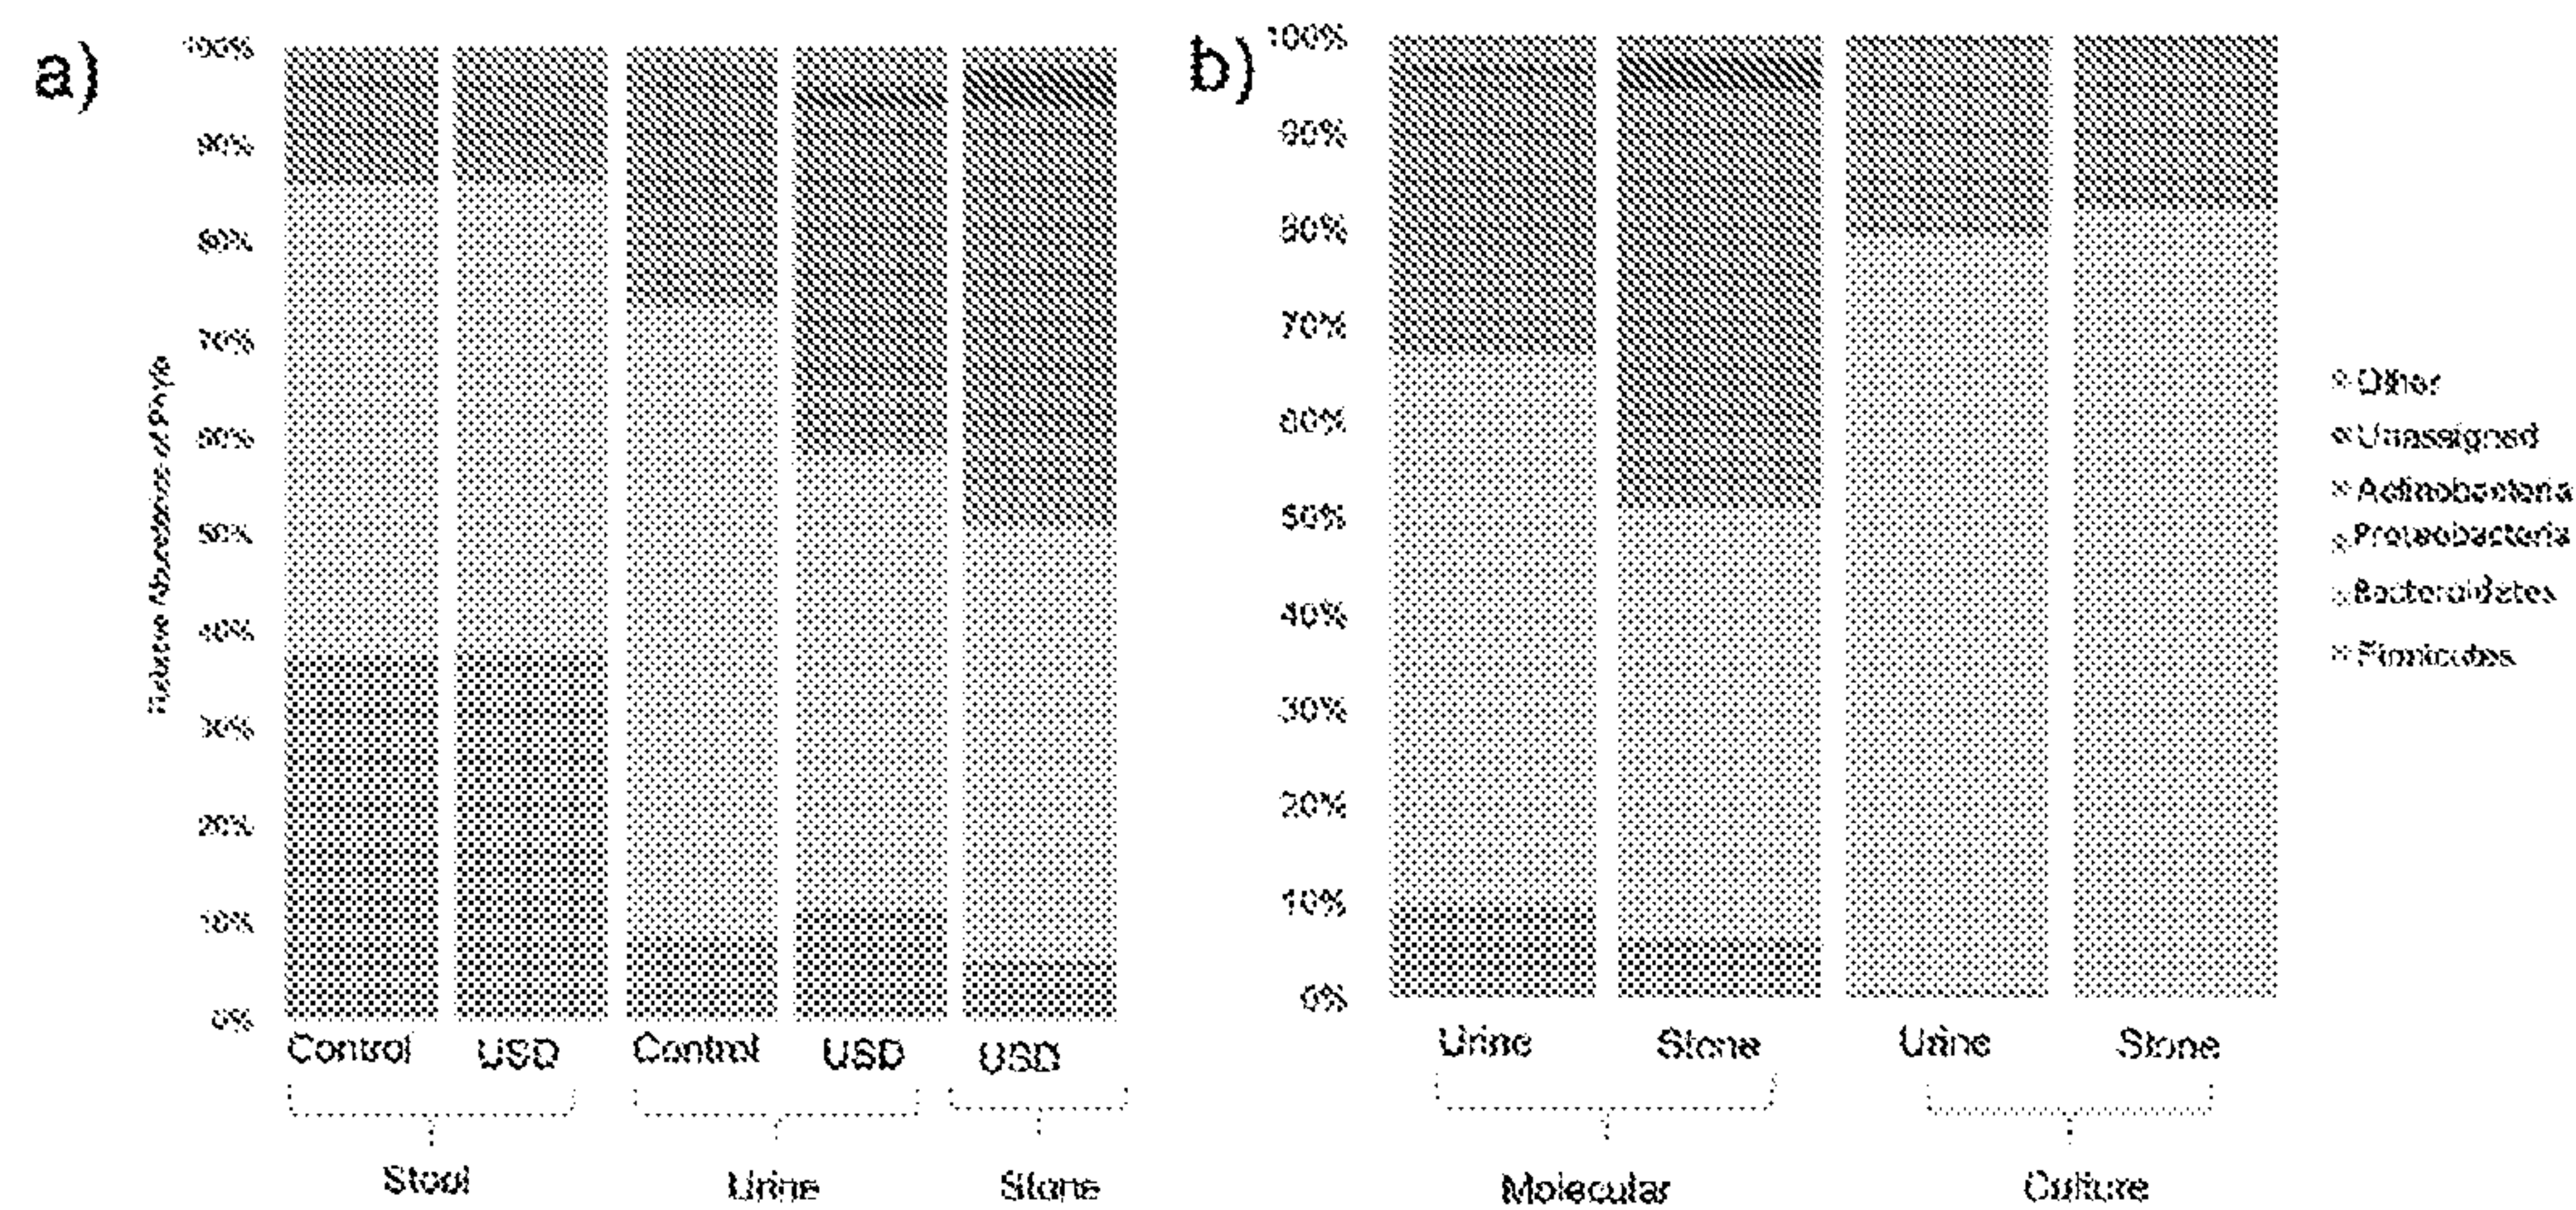 a)
100%
90%
80%
70%
60%
50%
40%
30%
20%
10%
0%
Relative Abundance of Phyla
Control USD Control USD USD
Stool Urine Stone
b)
100%
90%
80%
70%
60%
50%
40%
30%
20%
10%
0%
Urine Stone Urine Stone
Molecular Culture
Other
Unassigned
Actinobacteria
Proteobacteria
Bacteroidetes
Firmicutes